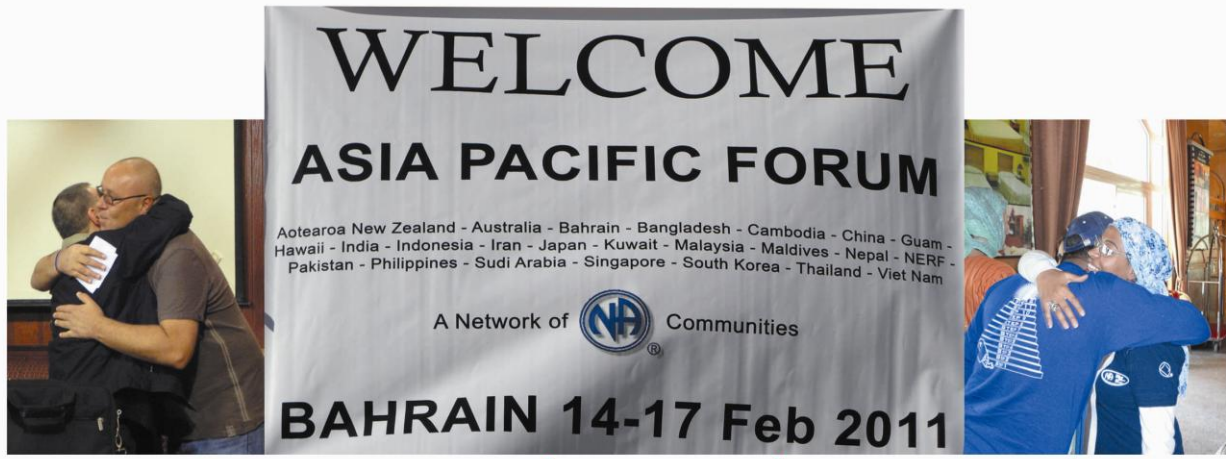 WELCOME
ASIA PACIFIC FORUM
Aotearoa New Zealand - Australia - Bahrain - Bangladesh - Cambodia - China - Guam -
Hawaii - India - Indonesia - Iran - Japan - Kuwait - Malaysia - Maldives - Nepal - NERF -
Pakistan - Philippines - Sudi Arabia - Singapore - South Korea - Thailand - Viet Nam
A Network of NA ® Communities
BAHRAIN 14-17 Feb 2011